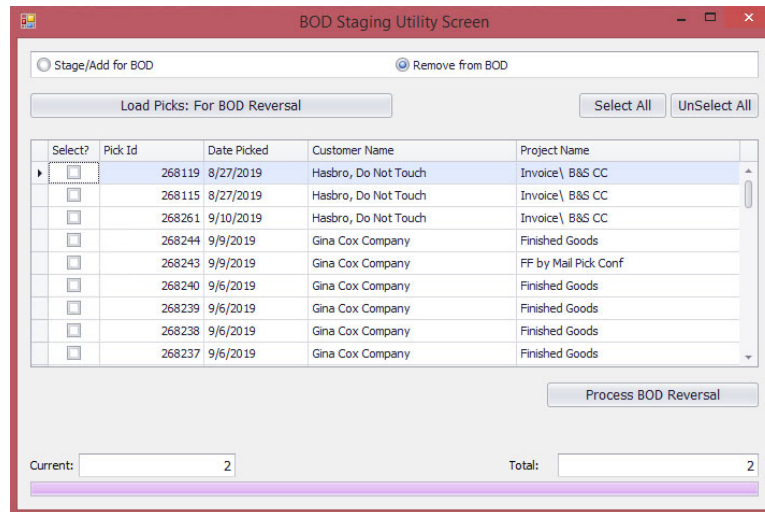 BOD Staging Utility Screen
Stage/Add for BOD Remove from BOD
Load Picks: For BOD Reversal Select All UnSelect All
Select? Pick Id Date Picked Customer Name Project Name
268119 8/27/2019 Hasbro, Do Not Touch Invoice\ B&S CC
268115 8/27/2019 Hasbro, Do Not Touch Invoice\ B&S CC
268261 9/10/2019 Hasbro, Do Not Touch Invoice\ B&S CC
268244 9/9/2019 Gina Cox Company Finished Goods
268243 9/9/2019 Gina Cox Company FF by Mail Pick Conf
268240 9/6/2019 Gina Cox Company Finished Goods
268239 9/6/2019 Gina Cox Company Finished Goods
268238 9/6/2019 Gina Cox Company Finished Goods
268237 9/6/2019 Gina Cox Company Finished Goods
Process BOD Reversal
Current: 2 Total: 2